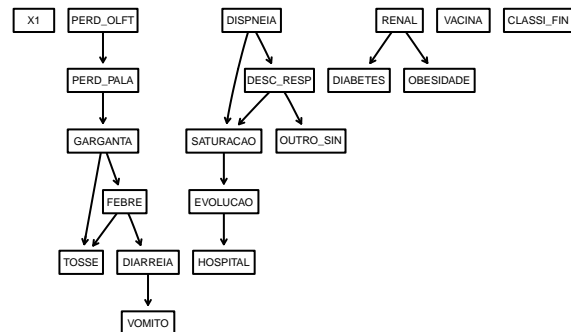 X1 PERD_OLFT DISPNEIA RENAL VACINA CLASSI_FIN
PERD_PALA DESC_RESP DIABETES OBESIDADE
GARGANTA SATURACAO OUTRO_SIN
FEBRE EVOLUCAO
TOSSE DIARREIA HOSPITAL
VOMITO